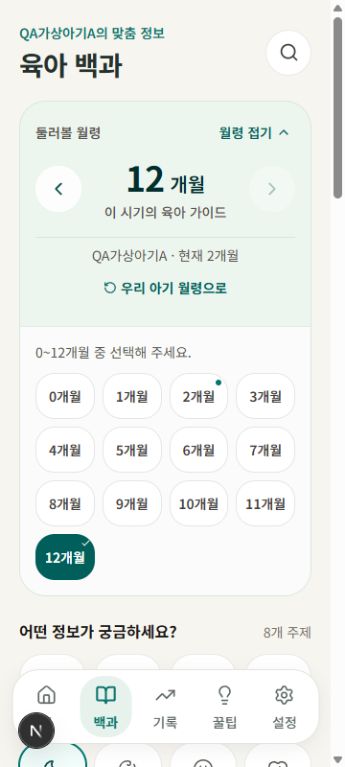 QA가상아기A의 맞춤 정보
육아 백과
둘러볼 월령
월령 접기
12 개월
이 시기의 육아 가이드
QA가상아기A · 현재 2개월
우리 아기 월령으로
0~12개월 중 선택해 주세요.
0개월 1개월 2개월 3개월
4개월 5개월 6개월 7개월
8개월 9개월 10개월 11개월
12개월
어떤 정보가 궁금하세요? 8개 주제
백과 기록 꿀팁 설정
N